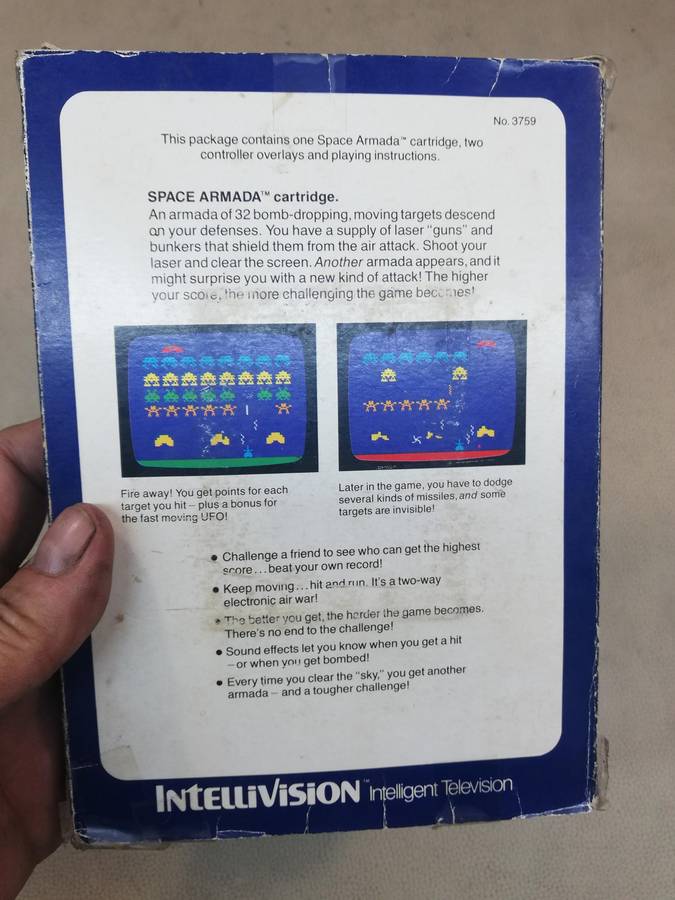 No. 3759
This package contains one Space Armada™ cartridge, two
controller overlays and playing instructions.
SPACE ARMADA™ cartridge.
An armada of 32 bomb-dropping, moving targets descend
on your defenses. You have a supply of laser "guns" and
bunkers that shield them from the air attack. Shoot your
laser and clear the screen. Another armada appears, and it
might surprise you with a new kind of attack! The higher
your score, the more challenging the game becomes!
Fire away! You get points for each
target you hit – plus a bonus for
the fast moving UFO!
Later in the game, you have to dodge
several kinds of missiles, and some
targets are invisible!
• Challenge a friend to see who can get the highest
score... beat your own record!
• Keep moving... hit and run. It's a two-way
electronic air war!
• The better you get, the harder the game becomes.
There's no end to the challenge!
• Sound effects let you know when you get a hit
– or when you get bombed!
• Every time you clear the "sky," you get another
armada – and a tougher challenge!
INTELLIVISION™ Intelligent Television